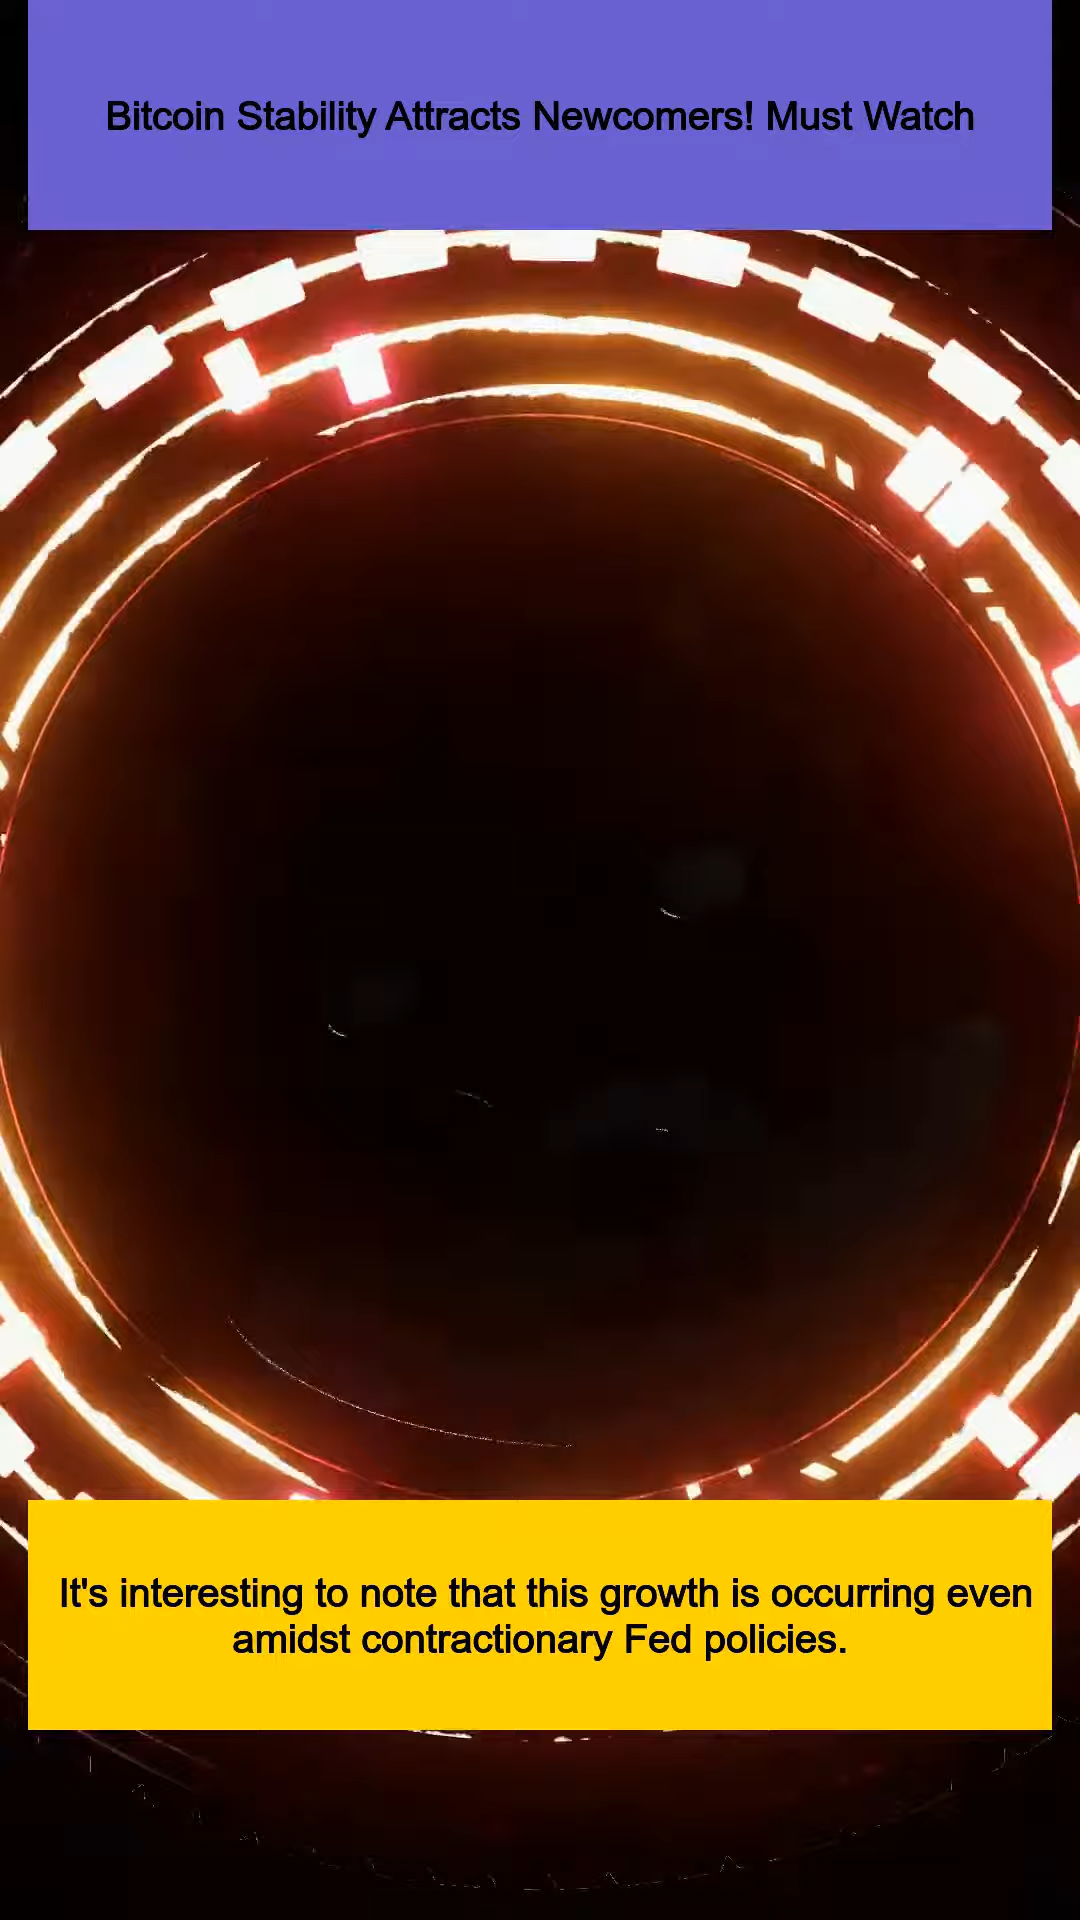 Bitcoin Stability Attracts Newcomers! Must Watch
It's interesting to note that this growth is occurring even
amidst contractionary Fed policies.